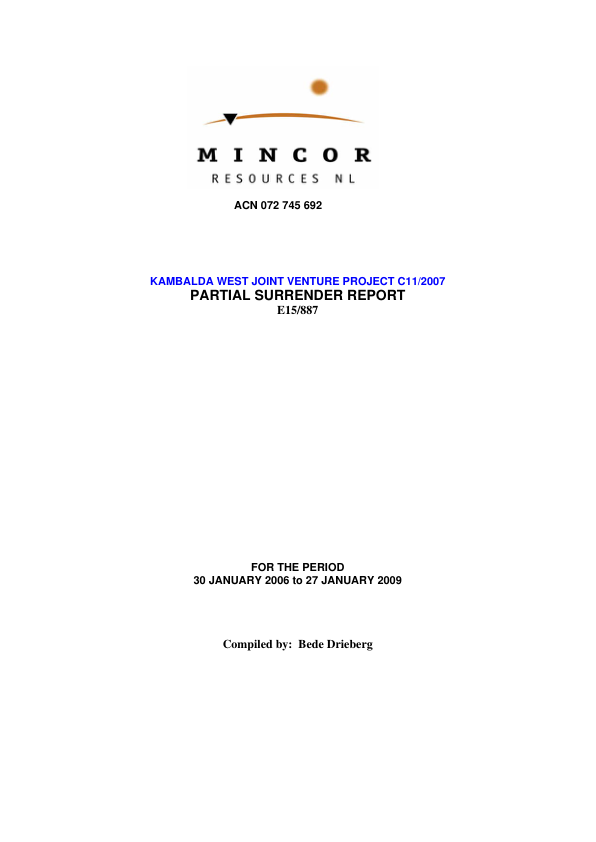 MINCOR
RESOURCES NL
ACN 072 745 692
KAMBALDA WEST JOINT VENTURE PROJECT C11/2007
PARTIAL SURRENDER REPORT
E15/887
FOR THE PERIOD
30 JANUARY 2006 to 27 JANUARY 2009
Compiled by: Bede Drieberg